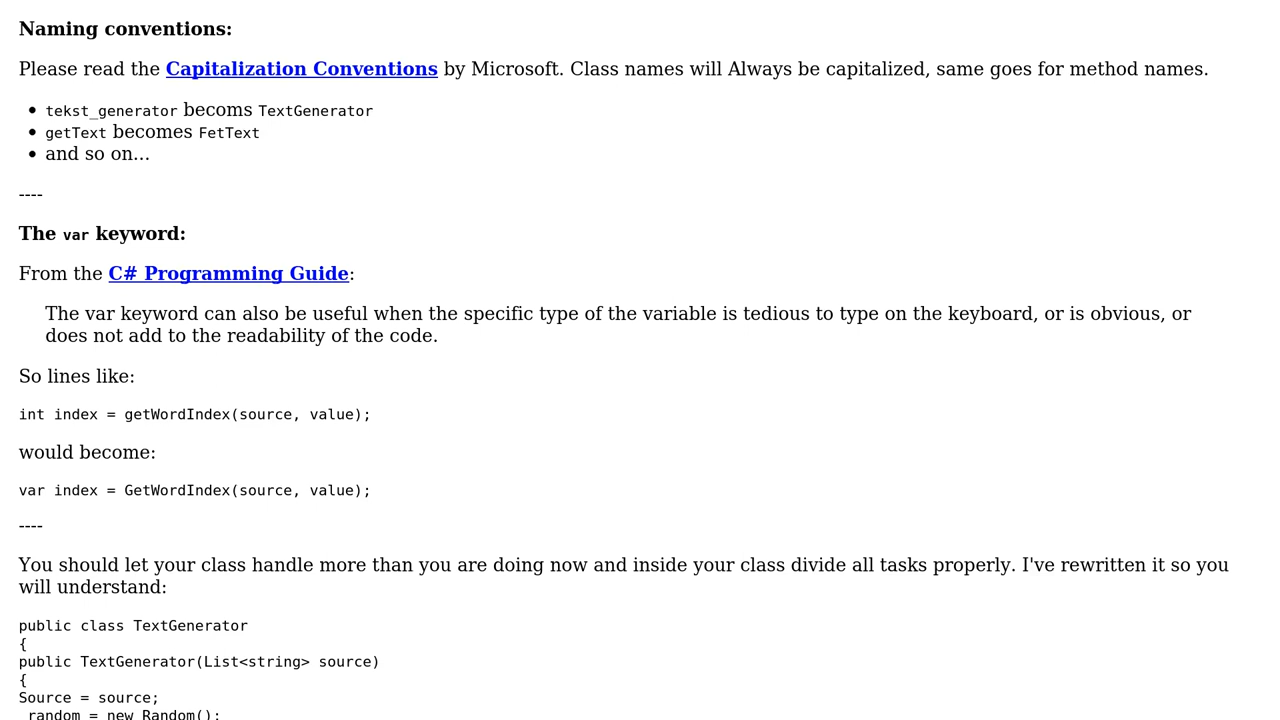 Naming conventions:
Please read the Capitalization Conventions by Microsoft. Class names will Always be capitalized, same goes for method names.
• tekst_generator becoms TextGenerator
• getText becomes FetText
• and so on...
----
The var keyword:
From the C# Programming Guide:
The var keyword can also be useful when the specific type of the variable is tedious to type on the keyboard, or is obvious, or
does not add to the readability of the code.
So lines like:
int index = getWordIndex(source, value);
would become:
var index = GetWordIndex(source, value);
----
You should let your class handle more than you are doing now and inside your class divide all tasks properly. I've rewritten it so you
will understand:
public class TextGenerator
{
public TextGenerator(List<string> source)
{
Source = source;
_random = new Random();